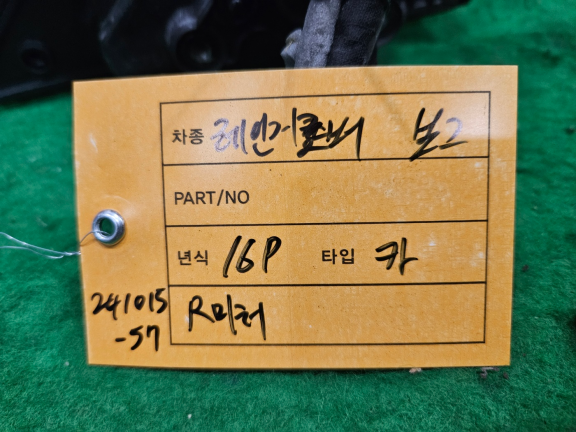 차종 레인지로버 보그
PART/NO
년식 16P 타입 카
R미러
241015
-57